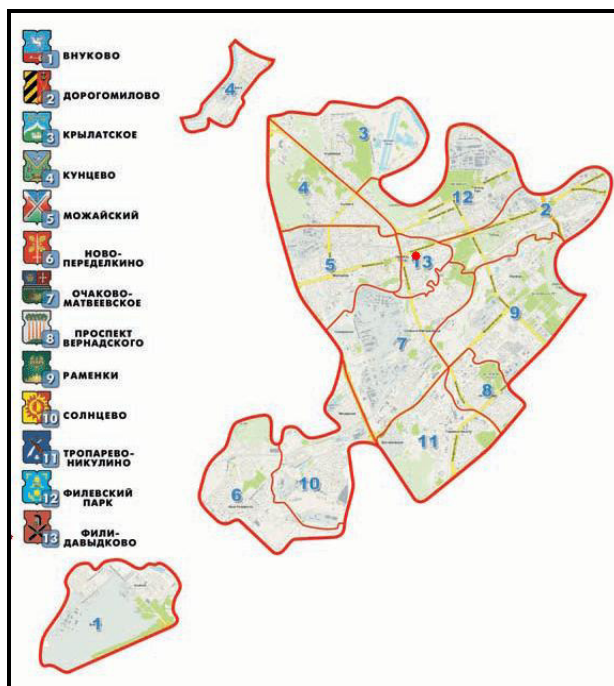 1 ВНУКОВО
2 ДОРОГОМИЛОВО
3 КРЫЛАТСКОЕ
4 КУНЦЕВО
5 МОЖАЙСКИЙ
6 НОВО-
ПЕРЕДЕЛКИНО
7 ОЧАКОВО-
МАТВЕЕВСКОЕ
8 ПРОСПЕКТ
ВЕРНАДСКОГО
9 РАМЕНКИ
10 СОЛНЦЕВО
11 ТРОПАРЕВО-
НИКУЛИНО
12 ФИЛЕВСКИЙ
ПАРК
13 ФИЛИ-
ДАВЫДКОВО
4
3
4
12
2
5
13
7
9
8
11
6
10
1